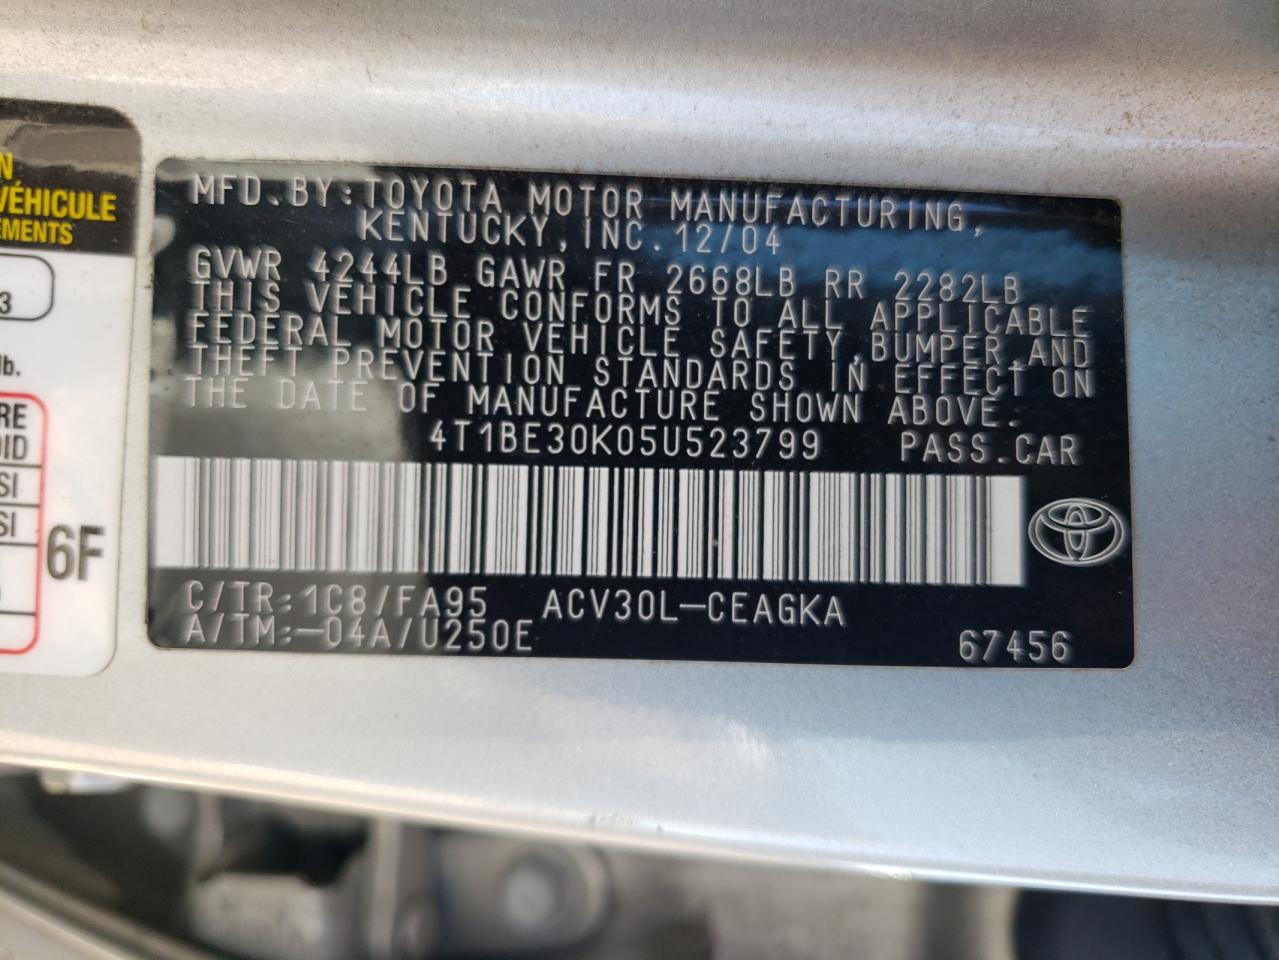 N
VÉHICULE
EMENTS
3
lb.
RE
OID
SI
SI
6F
MFD.BY:TOYOTA MOTOR MANUFACTURING,
KENTUCKY,INC.12/04
GVWR 4244LB GAWR FR 2668LB RR 2282LB
THIS VEHICLE CONFORMS TO ALL APPLICABLE
FEDERAL MOTOR VEHICLE SAFETY,BUMPER,AND
THEFT PREVENTION STANDARDS IN EFFECT ON
THE DATE OF MANUFACTURE SHOWN ABOVE.
4T1BE30K05U523799 PASS.CAR
C/TR:1C8/FA95 ACV30L-CEAGKA
A/TM:-04A/U250E 67456